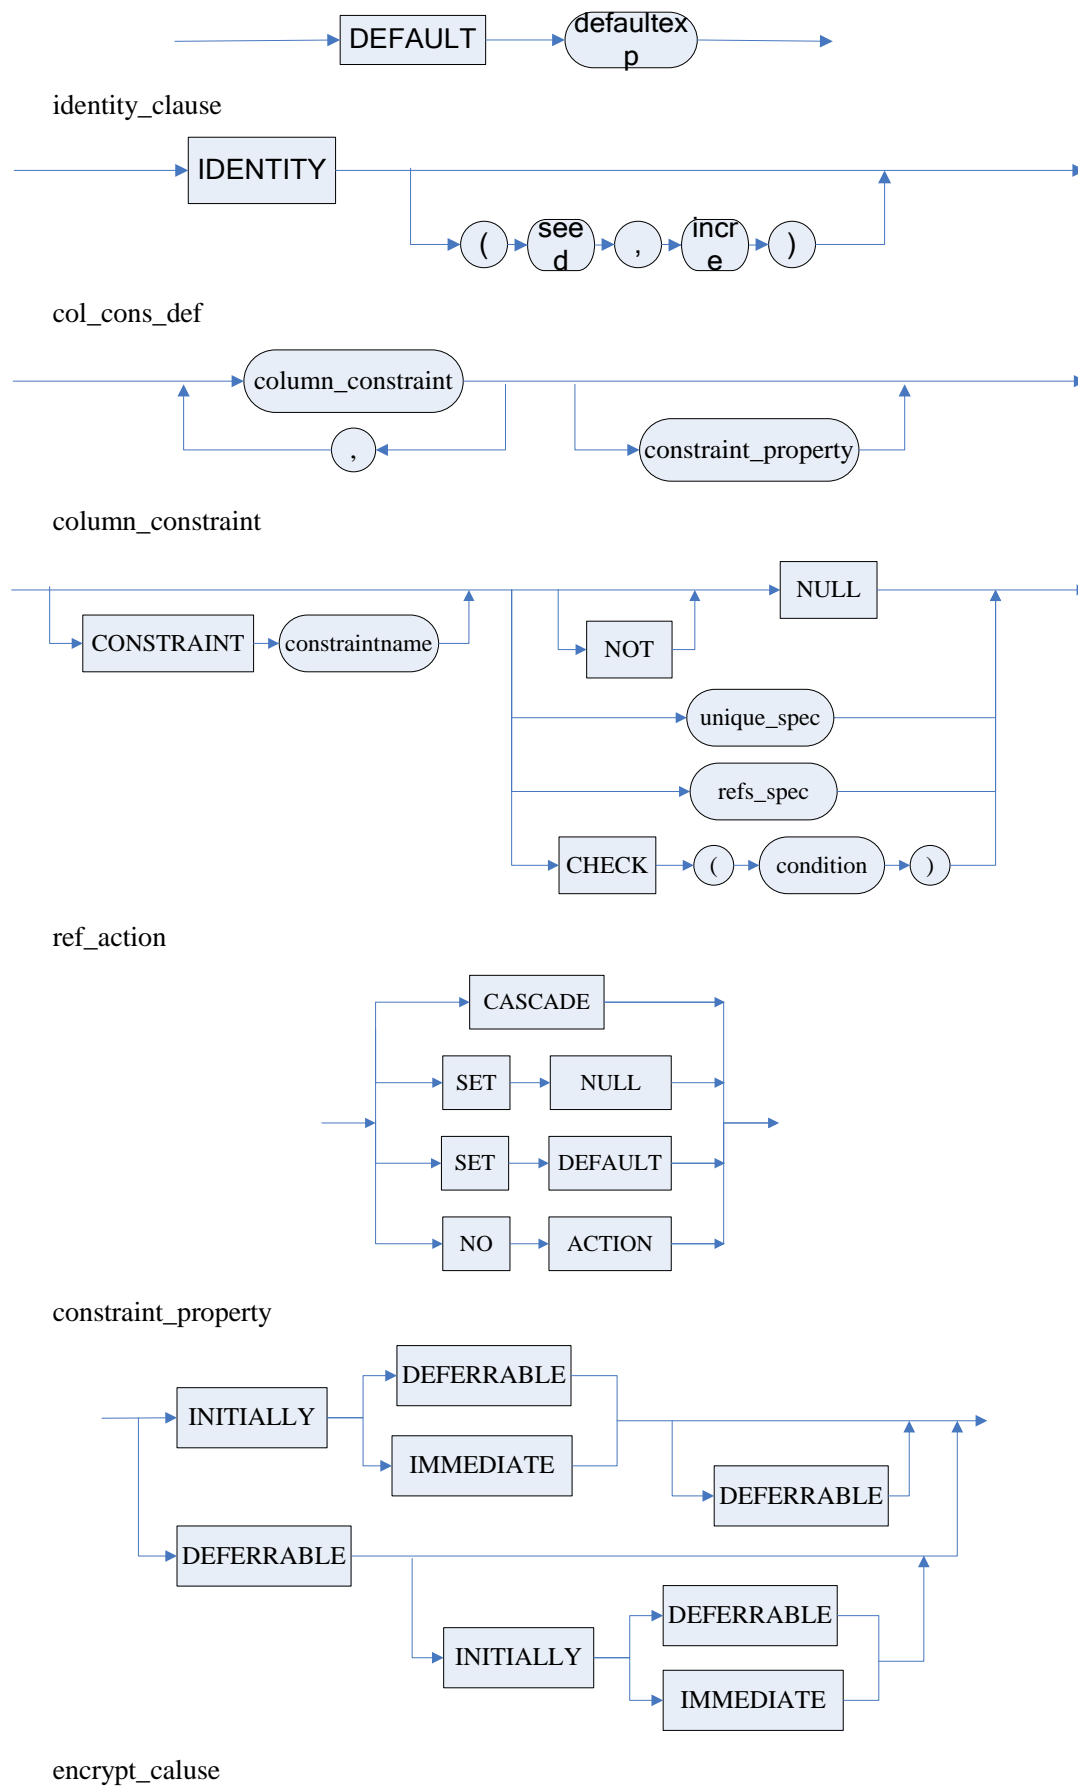 DEFAULT defaultex
p
identity_clause
IDENTITY
( see
d , incr
e )
col_cons_def
column_constraint
,
constraint_property
column_constraint
NULL
CONSTRAINT constraintname NOT
unique_spec
refs_spec
CHECK ( condition )
ref_action
CASCADE
SET NULL
SET DEFAULT
NO ACTION
constraint_property
DEFERRABLE
INITIALLY
IMMEDIATE
DEFERRABLE
DEFERRABLE
DEFERRABLE
INITIALLY
IMMEDIATE
encrypt_caluse